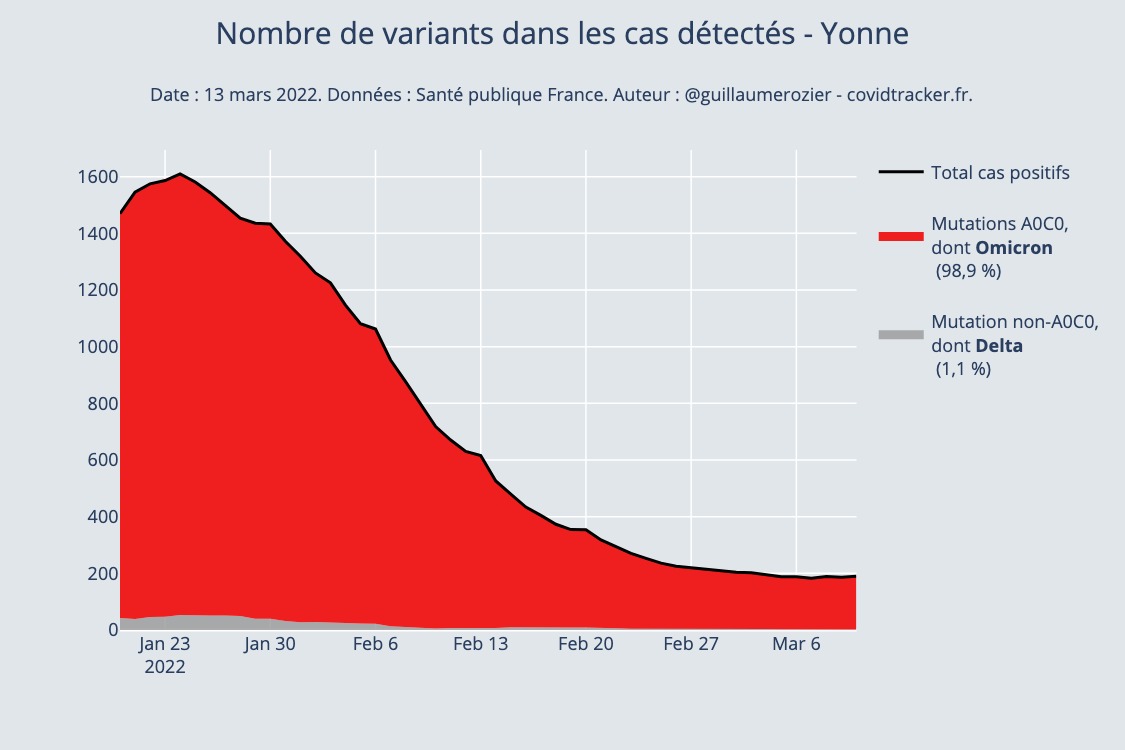 Nombre de variants dans les cas détectés - Yonne
Date : 13 mars 2022. Données : Santé publique France. Auteur : @guillaumerozier - covidtracker.fr.
1600
1400
1200
1000
800
600
400
200
0
Jan 23
2022
Jan 30
Feb 6
Feb 13
Feb 20
Feb 27
Mar 6
Total cas positifs
Mutations A0C0,
dont Omicron
(98,9 %)
Mutation non-A0C0,
dont Delta
(1,1 %)